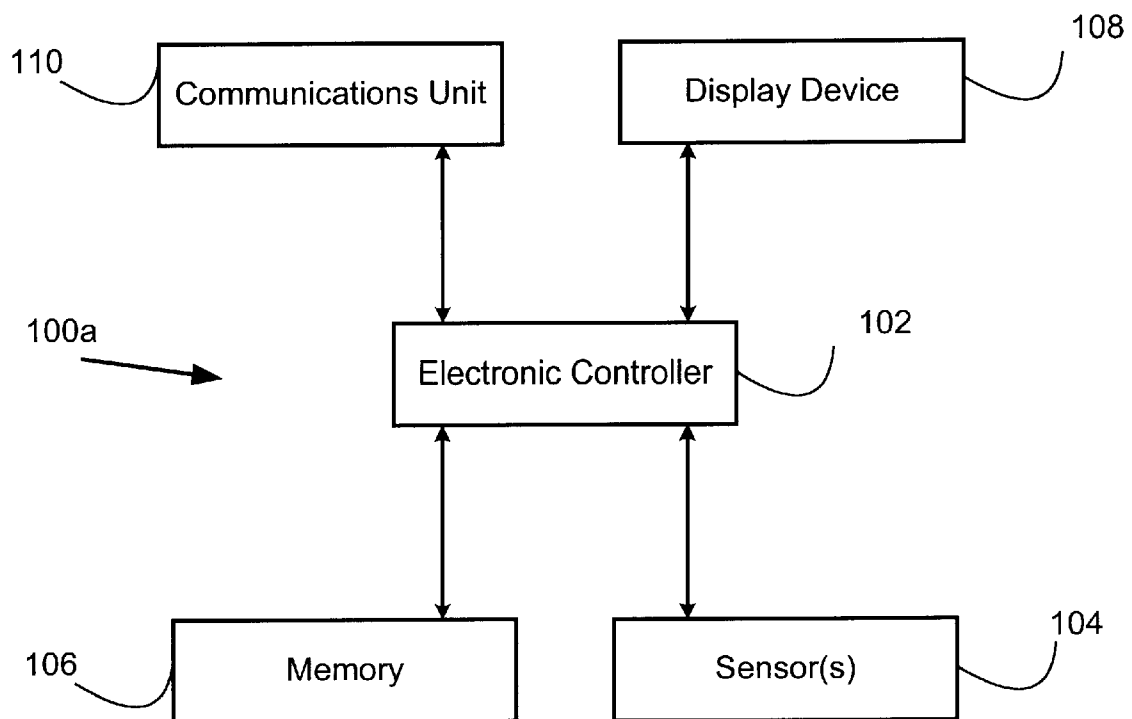 108
110
Communications Unit
Display Device
100a
102
Electronic Controller
106
Memory
Sensor(s)
104